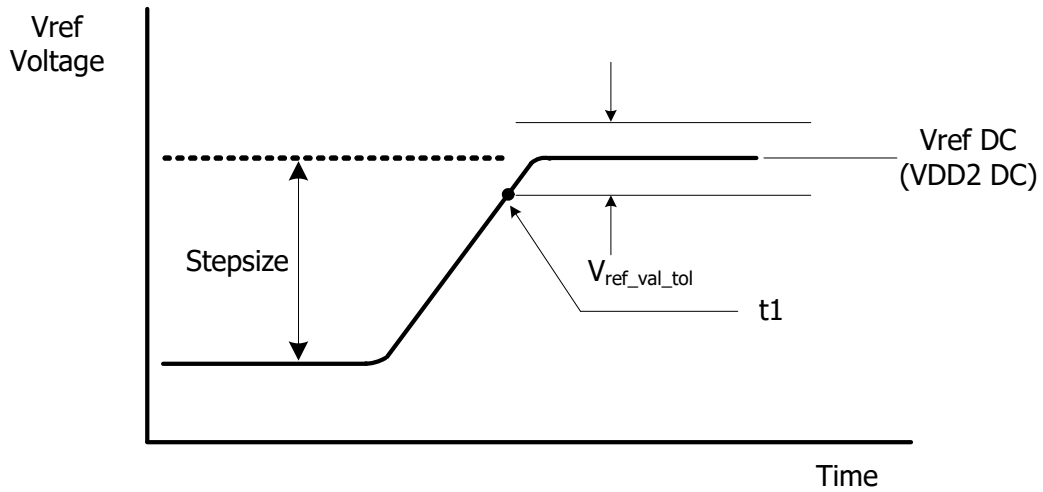 Vref
Voltage
Vref DC
(VDD2 DC)
Stepsize
Vref_val_tol
t1
Time